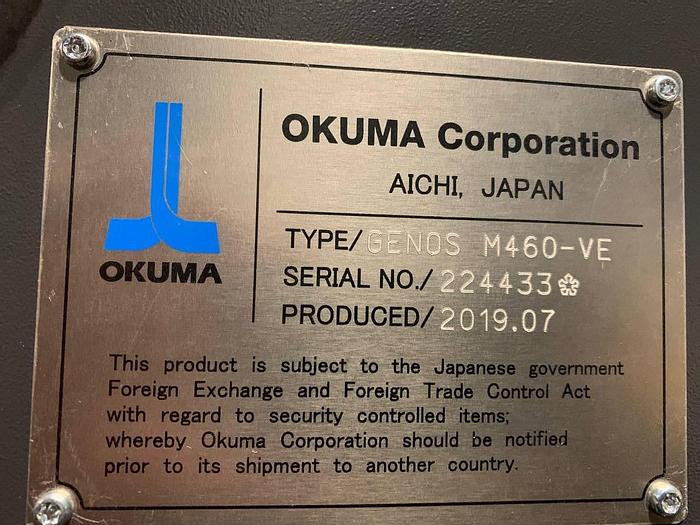 OKUMA
OKUMA Corporation
AICHI, JAPAN
TYPE/ GENOS M460-VE
SERIAL NO./ 224433
PRODUCED/ 2019.07
This product is subject to the Japanese government
Foreign Exchange and Foreign Trade Control Act
with regard to security controlled items;
whereby Okuma Corporation should be notified
prior to its shipment to another country.